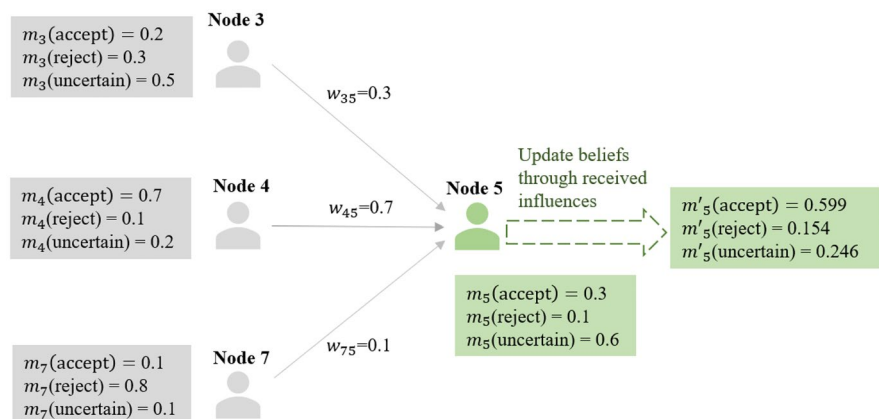 Node 3
m₃(accept) = 0.2
m₃(reject) = 0.3
m₃(uncertain) = 0.5
w₃₅=0.3
Node 4
m₄(accept) = 0.7
m₄(reject) = 0.1
m₄(uncertain) = 0.2
w₄₅=0.7
Node 7
m₇(accept) = 0.1
m₇(reject) = 0.8
m₇(uncertain) = 0.1
w₇₅=0.1
Node 5
m₅(accept) = 0.3
m₅(reject) = 0.1
m₅(uncertain) = 0.6
Update beliefs
through received
influences
m′₅(accept) = 0.599
m′₅(reject) = 0.154
m′₅(uncertain) = 0.246